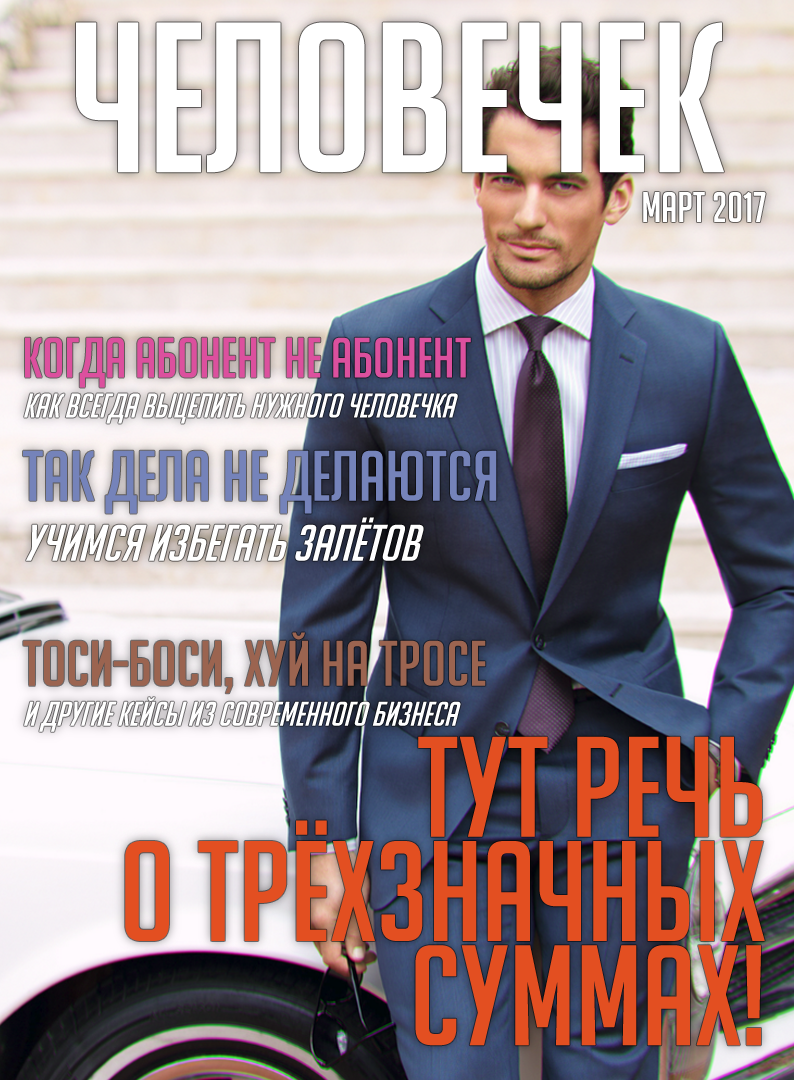 ЧЕЛОВЕЧЕК
МАРТ 2017
КОГДА АБОНЕНТ НЕ АБОНЕНТ
КАК ВСЕГДА ВЫЦЕПИТЬ НУЖНОГО ЧЕЛОВЕЧКА
ТАК ДЕЛА НЕ ДЕЛАЮТСЯ
УЧИМСЯ ИЗБЕГАТЬ ЗАЛЁТОВ
ТОСИ-БОСИ, ХУЙ НА ТРОСЕ
И ДРУГИЕ КЕЙСЫ ИЗ СОВРЕМЕННОГО БИЗНЕСА
ТУТ РЕЧЬ
О ТРЁХЗНАЧНЫХ
СУММАХ!